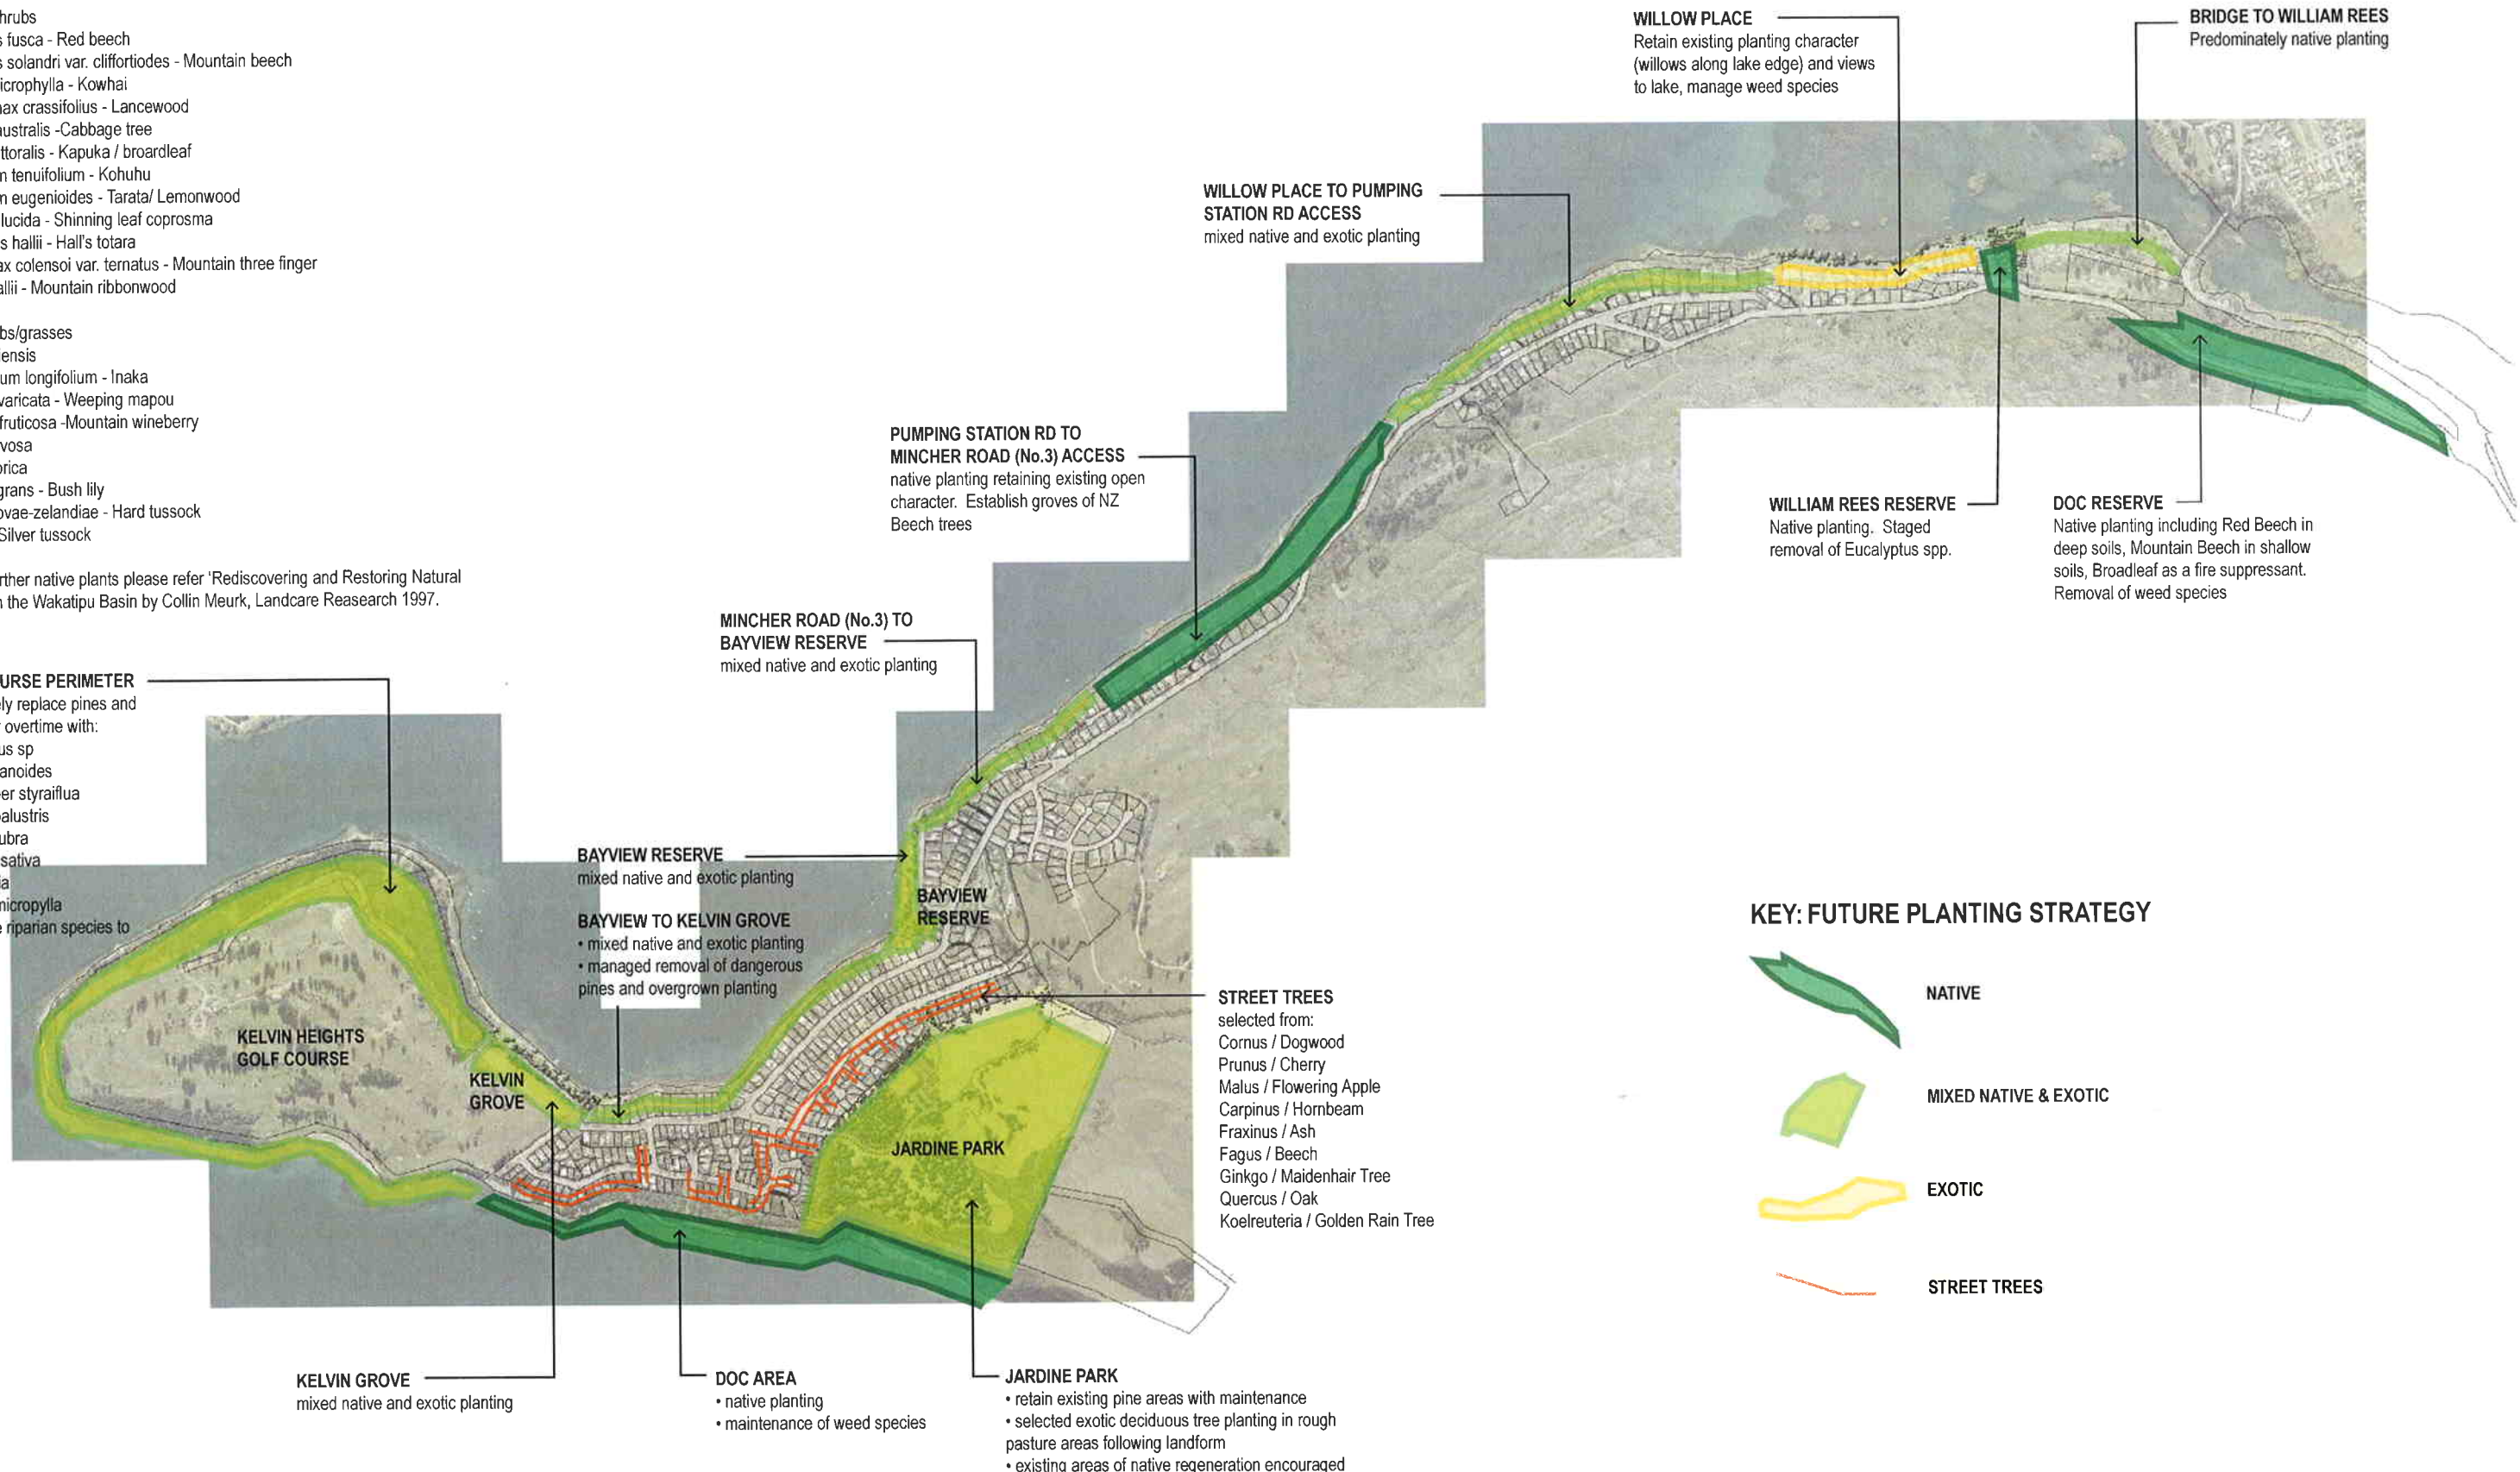 hrubs
s fusca - Red beech
s solandri var. cliffortiodes - Mountain beech
icrophylla - Kowhai
nax crassifolius - Lancewood
australis -Cabbage tree
ttoralis - Kapuka / broardleaf
m tenuifolium - Kohuhu
m eugenioides - Tarata/ Lemonwood
lucida - Shinning leaf coprosma
s hallii - Hall's totara
ax colensoi var. ternatus - Mountain three finger
allii - Mountain ribbonwood
bs/grasses
iensis
um longifolium - Inaka
varicata - Weeping mapou
fruticosa -Mountain wineberry
vosa
orica
grans - Bush lily
ovae-zelandiae - Hard tussock
Silver tussock
rther native plants please refer 'Rediscovering and Restoring Natural
n the Wakatipu Basin by Collin Meurk, Landcare Reasearch 1997.
URSE PERIMETER
ely replace pines and
overtime with:
us sp
anoides
er styraiflua
palustris
ubra
sativa
ia
nicropylla
e riparian species to
WILLOW PLACE
Retain existing planting character
(willows along lake edge) and views
to lake, manage weed species
BRIDGE TO WILLIAM REES
Predominately native planting
WILLOW PLACE TO PUMPING
STATION RD ACCESS
mixed native and exotic planting
PUMPING STATION RD TO
MINCHER ROAD (No.3) ACCESS
native planting retaining existing open
character. Establish groves of NZ
Beech trees
WILLIAM REES RESERVE
Native planting. Staged
removal of Eucalyptus spp.
DOC RESERVE
Native planting including Red Beech in
deep soils, Mountain Beech in shallow
soils, Broadleaf as a fire suppressant.
Removal of weed species
MINCHER ROAD (No.3) TO
BAYVIEW RESERVE
mixed native and exotic planting
BAYVIEW RESERVE
mixed native and exotic planting
BAYVIEW
RESERVE
BAYVIEW TO KELVIN GROVE
• mixed native and exotic planting
• managed removal of dangerous
pines and overgrown planting
KELVIN HEIGHTS
GOLF COURSE
KELVIN
GROVE
JARDINE PARK
STREET TREES
selected from:
Cornus / Dogwood
Prunus / Cherry
Malus / Flowering Apple
Carpinus / Hornbeam
Fraxinus / Ash
Fagus / Beech
Ginkgo / Maidenhair Tree
Quercus / Oak
Koelreuteria / Golden Rain Tree
KEY: FUTURE PLANTING STRATEGY
NATIVE
MIXED NATIVE & EXOTIC
EXOTIC
STREET TREES
KELVIN GROVE
mixed native and exotic planting
DOC AREA
• native planting
• maintenance of weed species
JARDINE PARK
• retain existing pine areas with maintenance
• selected exotic deciduous tree planting in rough
pasture areas following landform
• existing areas of native regeneration encouraged